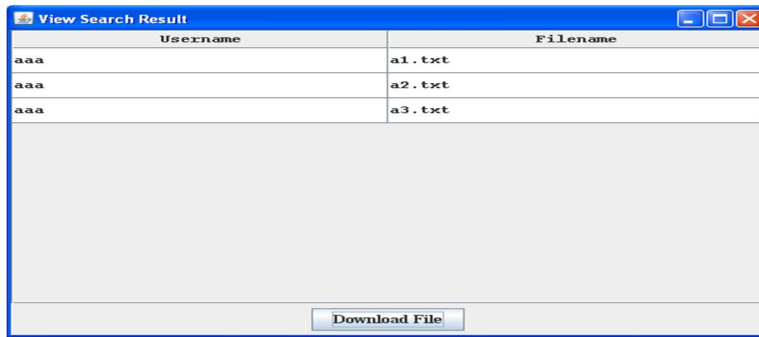 View Search Result
Username Filename
aaa a1.txt
aaa a2.txt
aaa a3.txt
Download File